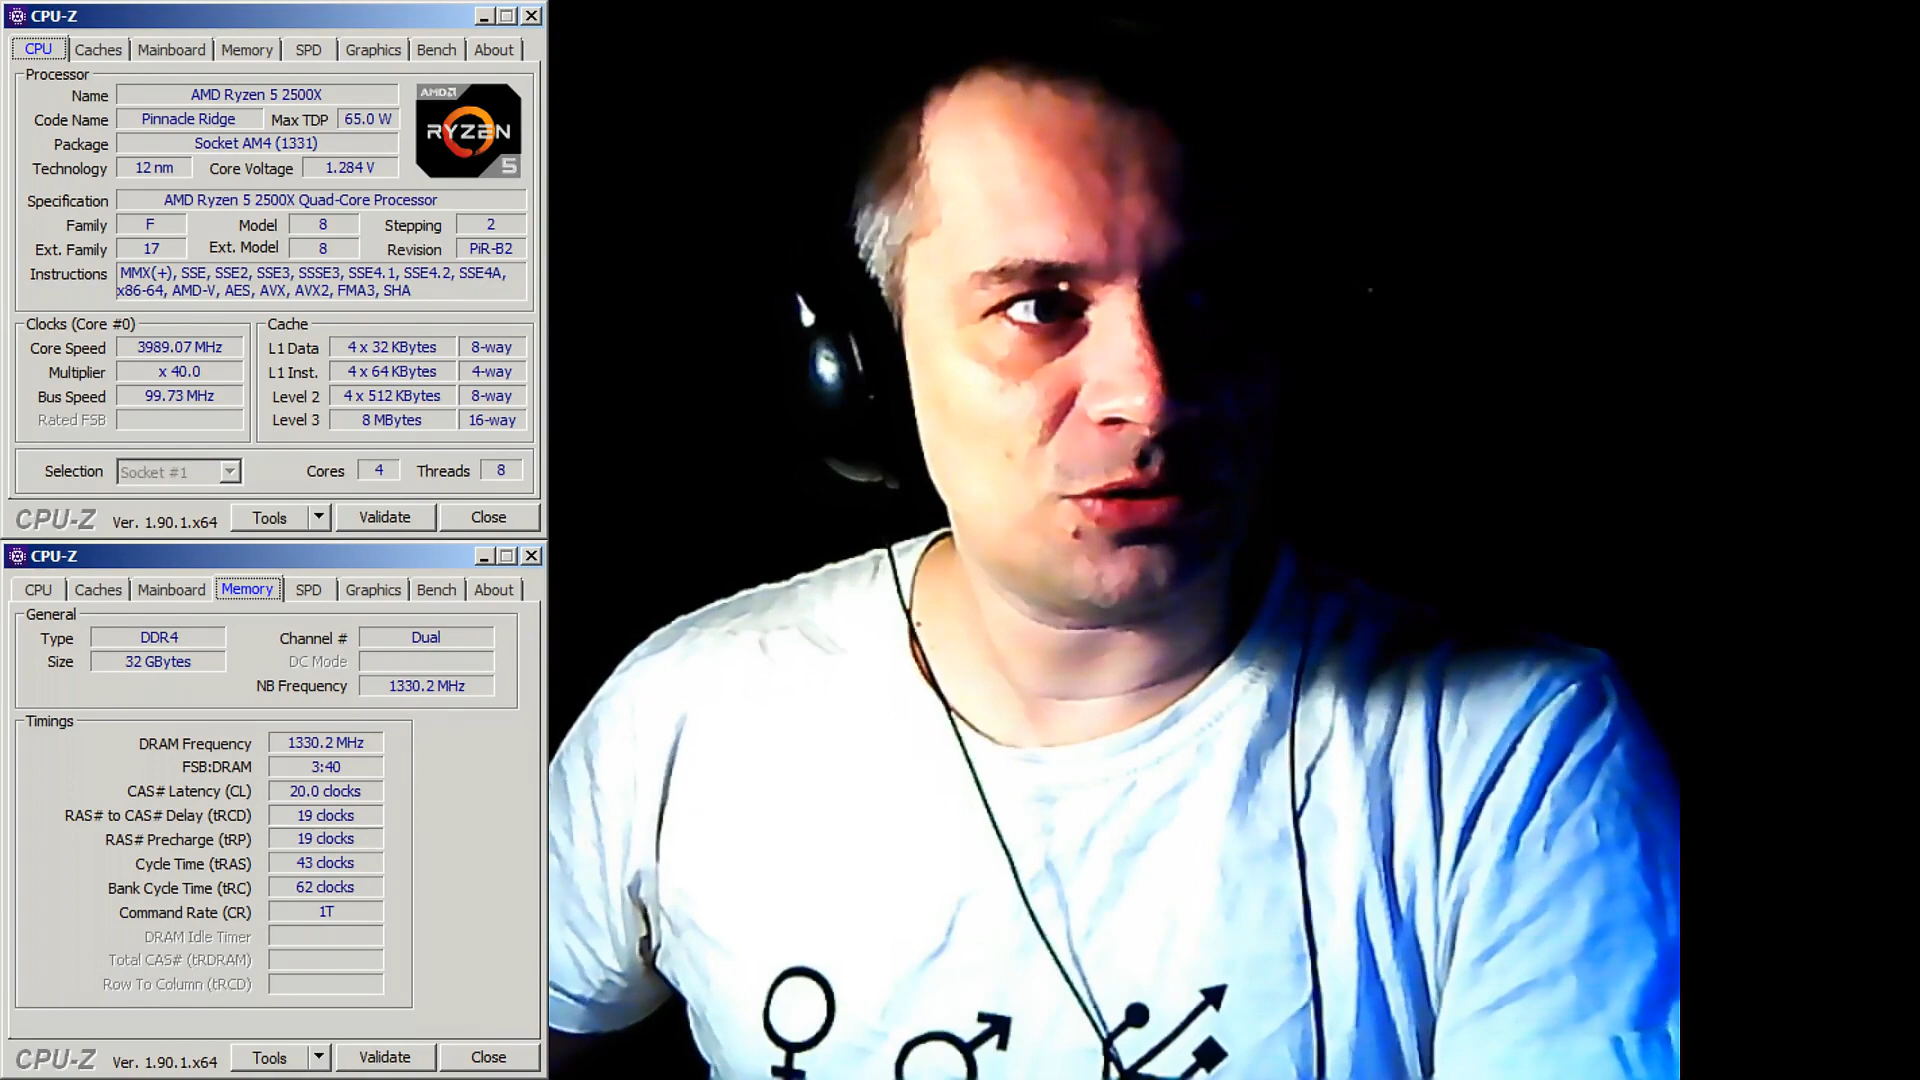 CPU-Z
CPU Caches Mainboard Memory SPD Graphics Bench About
Processor
Name AMD Ryzen 5 2500X
Code Name Pinnacle Ridge Max TDP 65.0 W
Package Socket AM4 (1331)
Technology 12 nm Core Voltage 1.284 V
AMD RYZEN 5
Specification AMD Ryzen 5 2500X Quad-Core Processor
Family F Model 8 Stepping 2
Ext. Family 17 Ext. Model 8 Revision PiR-B2
Instructions MMX(+), SSE, SSE2, SSE3, SSSE3, SSE4.1, SSE4.2, SSE4A,
x86-64, AMD-V, AES, AVX, AVX2, FMA3, SHA
Clocks (Core #0)
Core Speed 3989.07 MHz
Multiplier x 40.0
Bus Speed 99.73 MHz
Rated FSB
Cache
L1 Data 4 x 32 KBytes 8-way
L1 Inst. 4 x 64 KBytes 4-way
Level 2 4 x 512 KBytes 8-way
Level 3 8 MBytes 16-way
Selection Socket #1 Cores 4 Threads 8
CPU-Z Ver. 1.90.1.x64 Tools Validate Close
CPU-Z
CPU Caches Mainboard Memory SPD Graphics Bench About
General
Type DDR4 Channel # Dual
Size 32 GBytes DC Mode
NB Frequency 1330.2 MHz
Timings
DRAM Frequency 1330.2 MHz
FSB:DRAM 3:40
CAS# Latency (CL) 20.0 clocks
RAS# to CAS# Delay (tRCD) 19 clocks
RAS# Precharge (tRP) 19 clocks
Cycle Time (tRAS) 43 clocks
Bank Cycle Time (tRC) 62 clocks
Command Rate (CR) 1T
DRAM Idle Timer
Total CAS# (tRDRAM)
Row To Column (tRCD)
CPU-Z Ver. 1.90.1.x64 Tools Validate Close